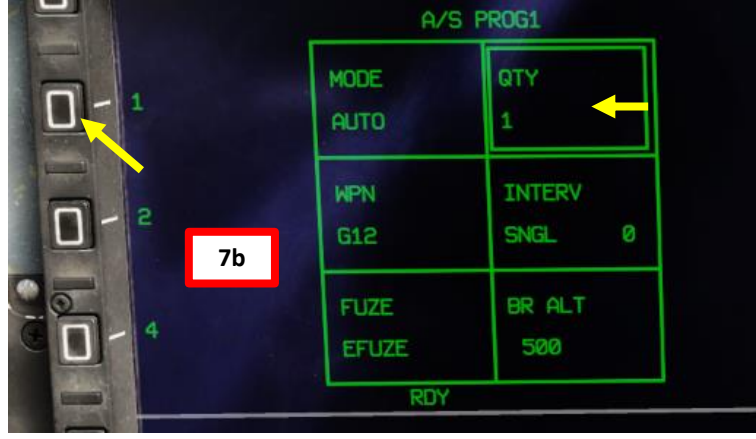 A/S PROG1
1
MODE
AUTO
QTY
1
2
WPN
G12
INTERV
SNGL 0
7b
4
FUZE
EFUZE
BR ALT
500
RDY